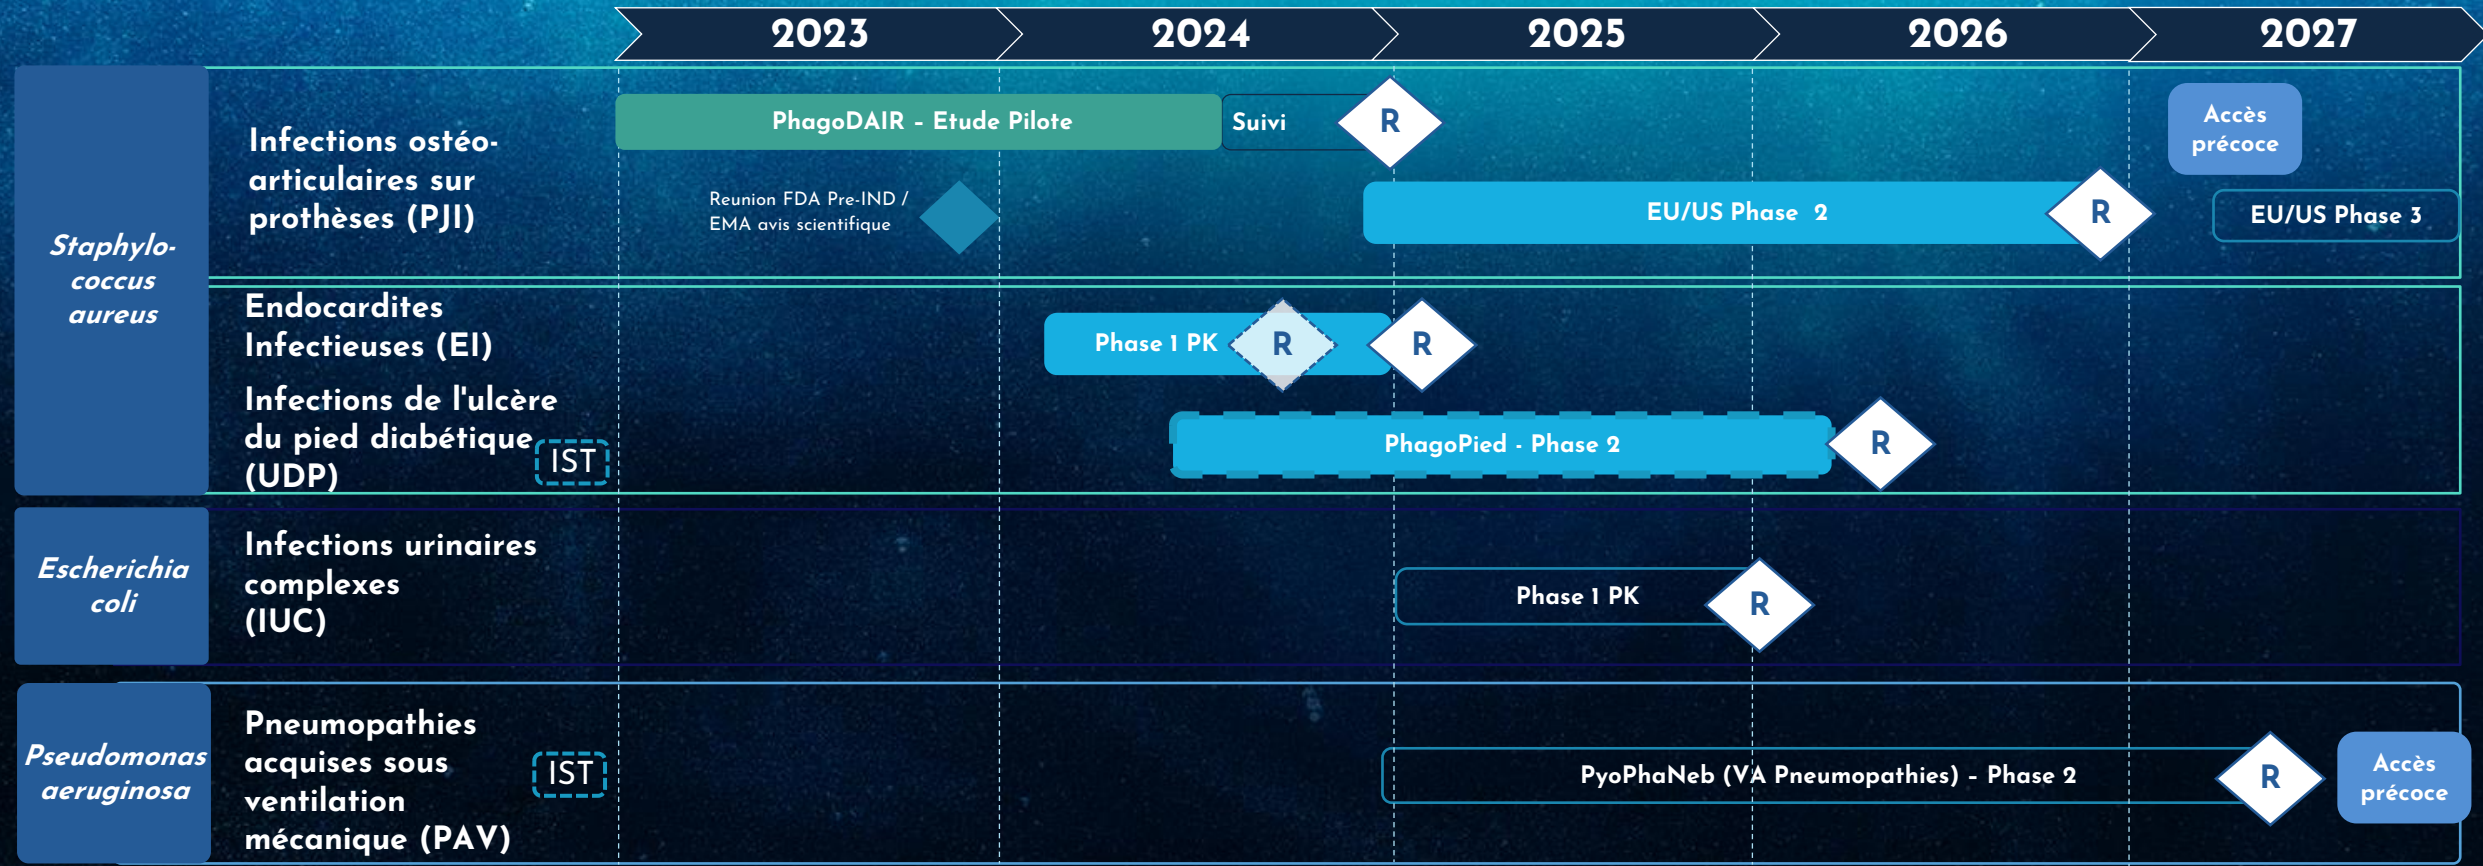 2023
2024
2025
2026
2027
Staphylo-
coccus
aureus
Infections ostéo-
articulaires sur
prothèses (PJI)
PhagoDAIR – Etude Pilote
Suivi
R
Accès
précoce
Reunion FDA Pre-IND /
EMA avis scientifique
EU/US Phase 2
R
EU/US Phase 3
Endocardites
Infectieuses (EI)
Phase 1 PK
R
R
Infections de l'ulcère
du pied diabétique
(UDP)
IST
PhagoPied - Phase 2
R
Escherichia
coli
Infections urinaires
complexes
(IUC)
Phase 1 PK
R
Pseudomonas
aeruginosa
Pneumopathies
acquises sous
ventilation
mécanique (PAV)
IST
PyoPhaNeb (VA Pneumopathies) – Phase 2
R
Accès
précoce